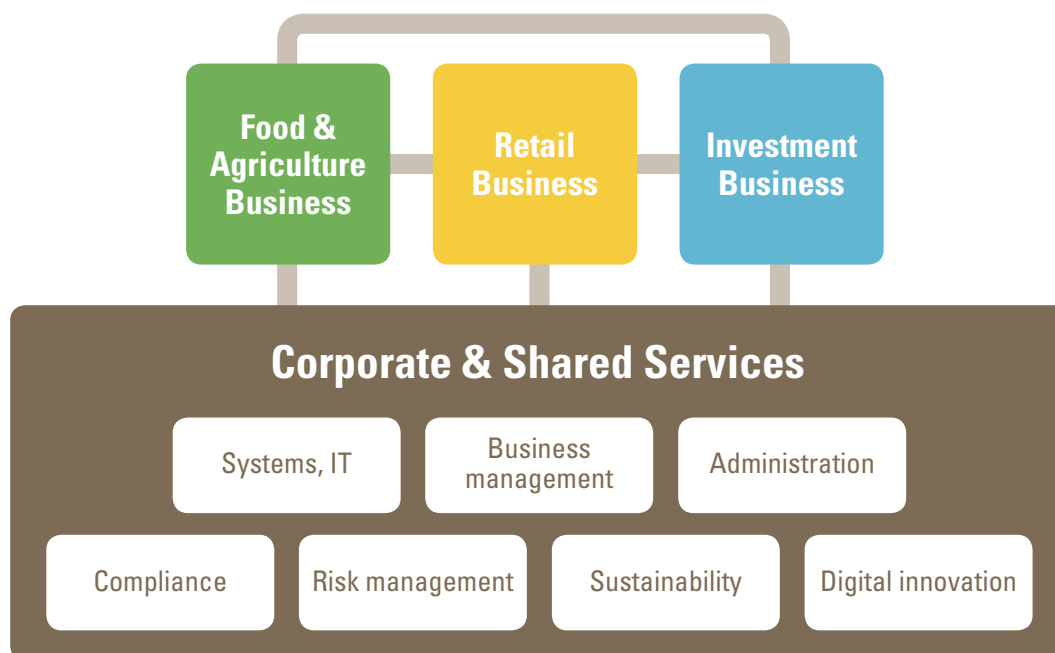 Food &
Agriculture
Business
Retail
Business
Investment
Business
Corporate & Shared Services
Systems, IT
Business
management
Administration
Compliance
Risk management
Sustainability
Digital innovation